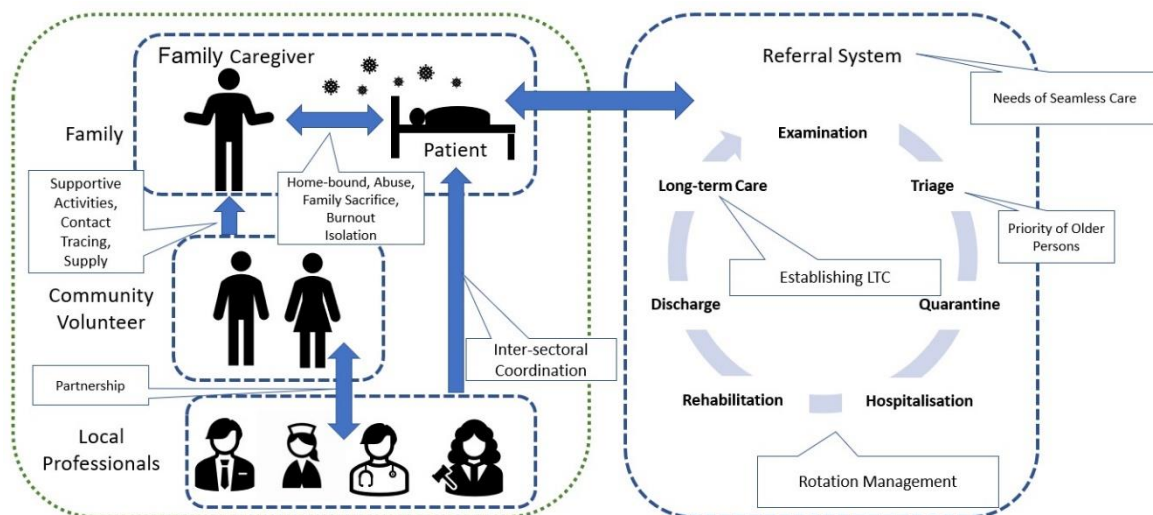 Family Caregiver
Family
Patient
Supportive
Activities,
Contact
Tracing,
Supply
Home-bound, Abuse,
Family Sacrifice,
Burnout
Isolation
Community
Volunteer
Partnership
Inter-sectoral
Coordination
Local
Professionals
Referral System
Needs of Seamless Care
Examination
Long-term Care
Triage
Priority of Older
Persons
Establishing LTC
Discharge
Quarantine
Rehabilitation
Hospitalisation
Rotation Management